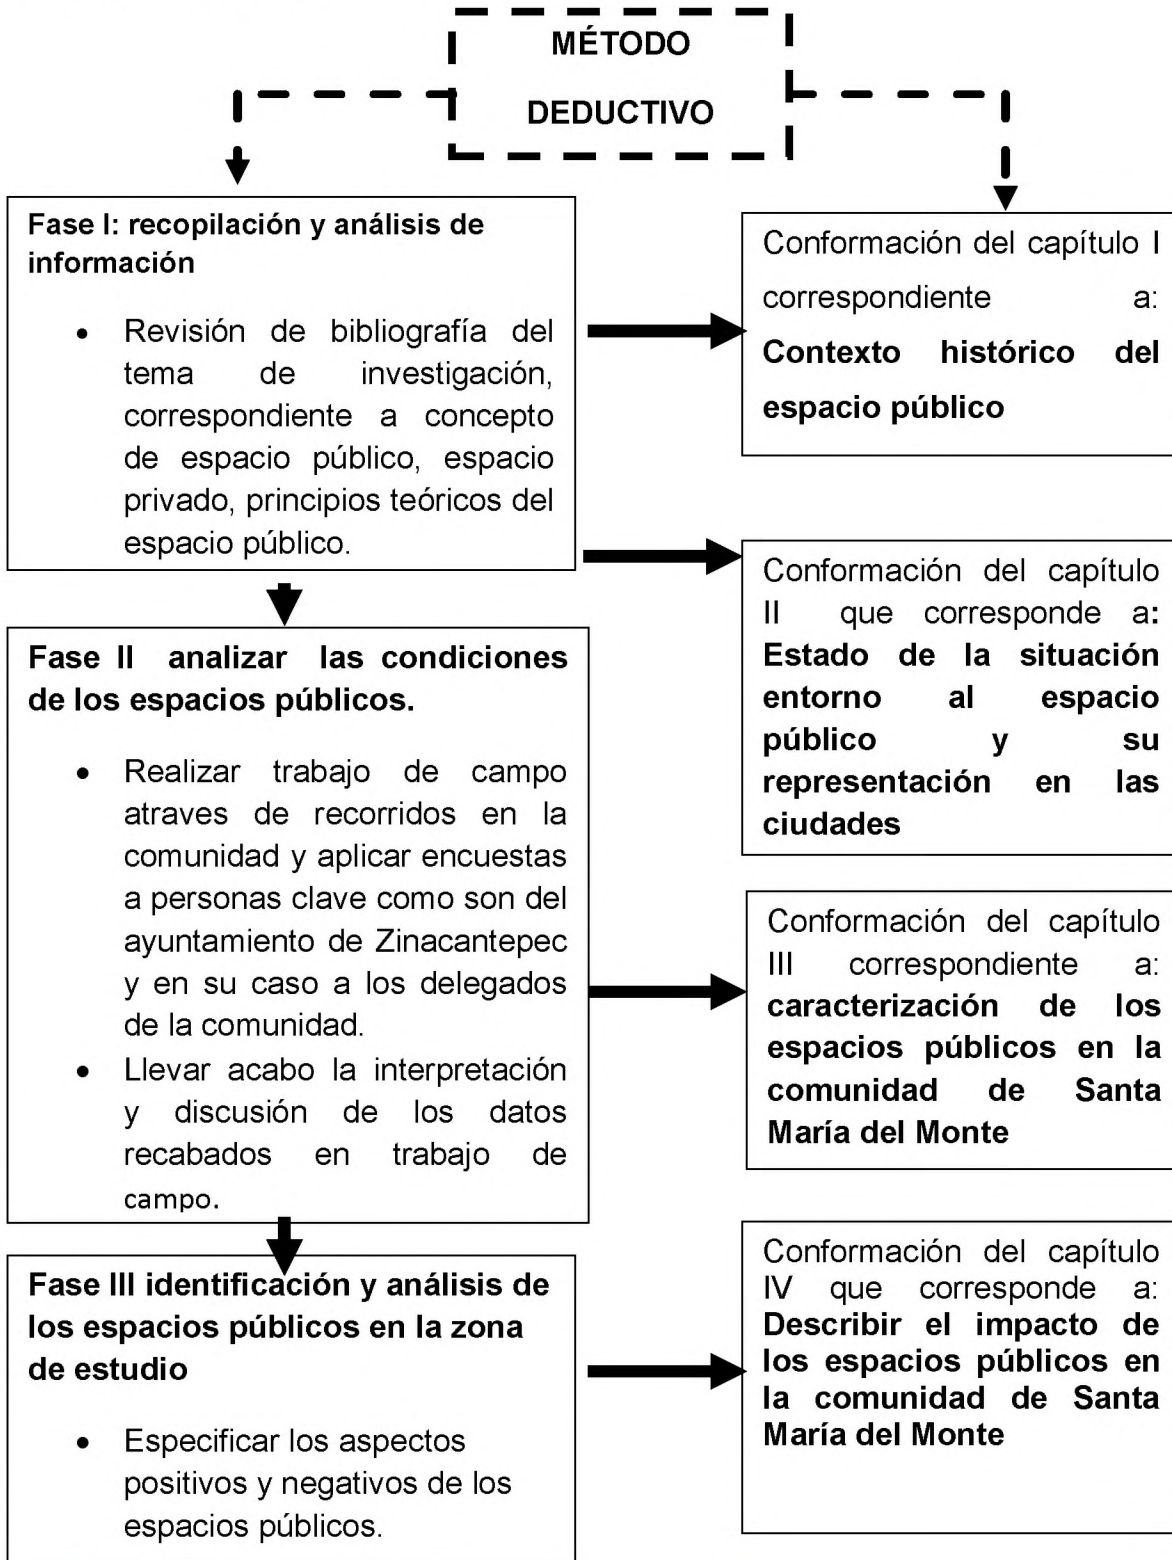 MÉTODO
DEDUCTIVO
Fase I: recopilación y análisis de
información
• Revisión de bibliografía del
tema de investigación,
correspondiente a concepto
de espacio público, espacio
privado, principios teóricos del
espacio público.
Conformación del capítulo I
correspondiente a:
Contexto histórico del
espacio público
Conformación del capítulo
II que corresponde a:
Estado de la situación
entorno al espacio
público y su
representación en las
ciudades
Fase II analizar las condiciones
de los espacios públicos.
• Realizar trabajo de campo
atraves de recorridos en la
comunidad y aplicar encuestas
a personas clave como son del
ayuntamiento de Zinacantepec
y en su caso a los delegados
de la comunidad.
• Llevar acabo la interpretación
y discusión de los datos
recabados en trabajo de
campo.
Conformación del capítulo
III correspondiente a:
caracterización de los
espacios públicos en la
comunidad de Santa
María del Monte
Fase III identificación y análisis de
los espacios públicos en la zona
de estudio
• Especificar los aspectos
positivos y negativos de los
espacios públicos.
Conformación del capítulo
IV que corresponde a:
Describir el impacto de
los espacios públicos en
la comunidad de Santa
María del Monte